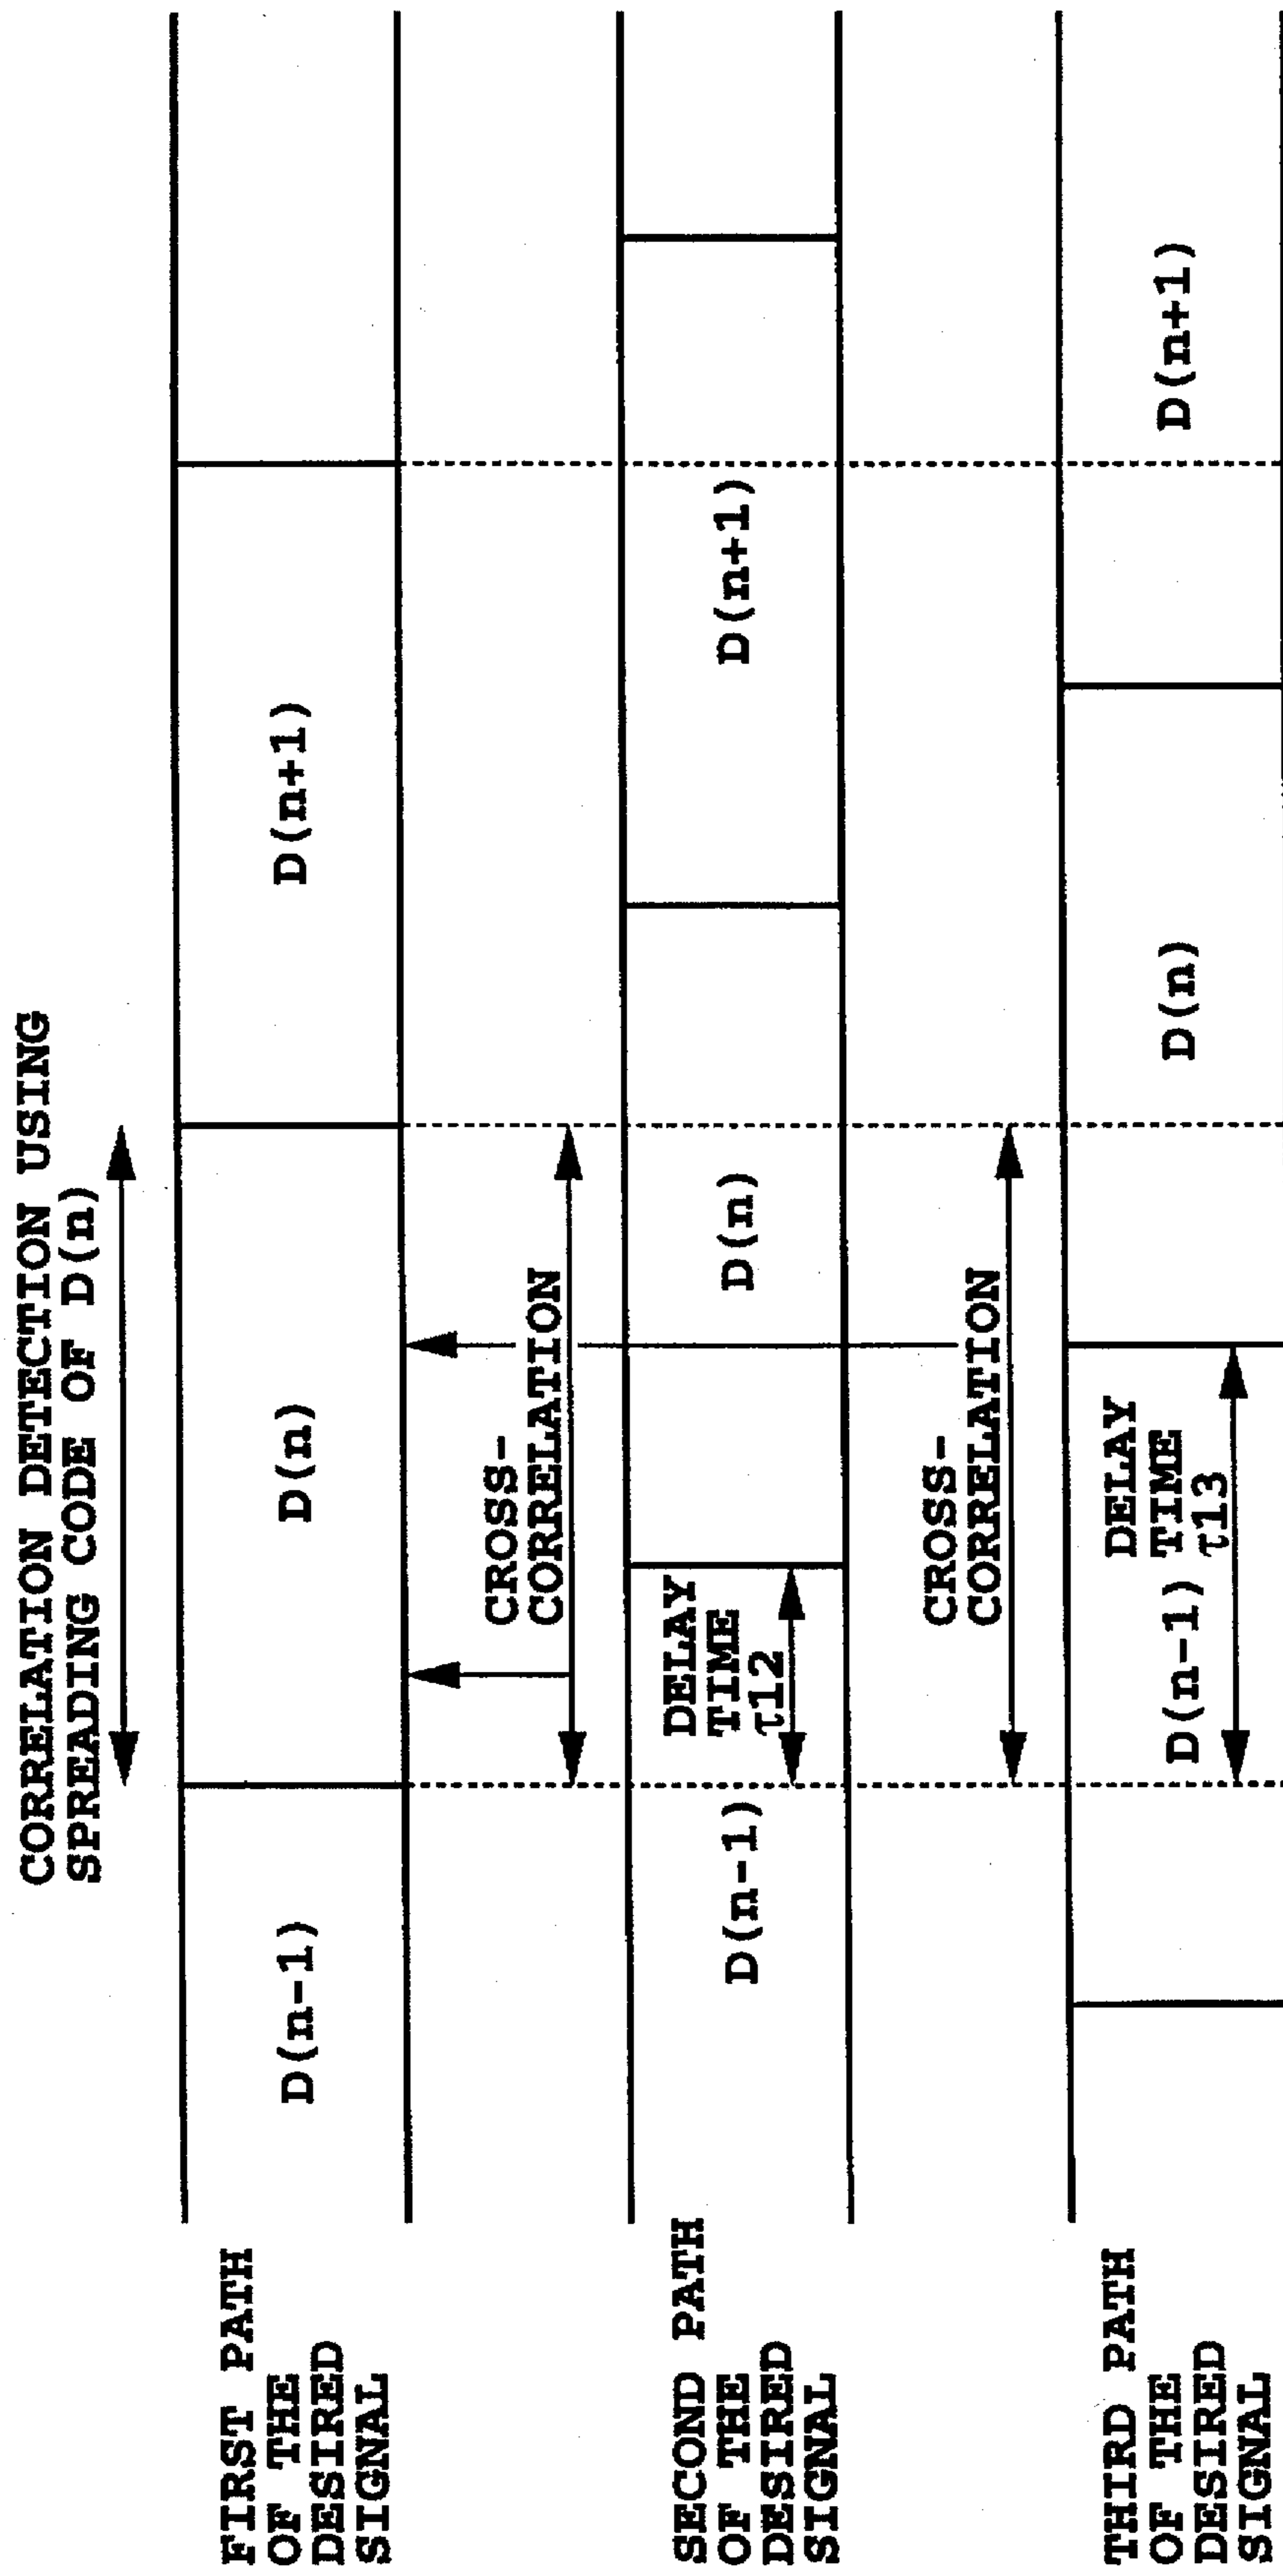 CORRELATION DETECTION USING
SPREADING CODE OF D(n)
FIRST PATH
OF THE
DESIRED
SIGNAL
D(n-1)
D(n)
D(n+1)
CROSS-
CORRELATION
SECOND PATH
OF THE
DESIRED
SIGNAL
D(n-1)
DELAY
TIME
τ12
D(n)
D(n+1)
CROSS-
CORRELATION
THIRD PATH
OF THE
DESIRED
SIGNAL
D(n-1)
DELAY
TIME
τ13
D(n)
D(n+1)